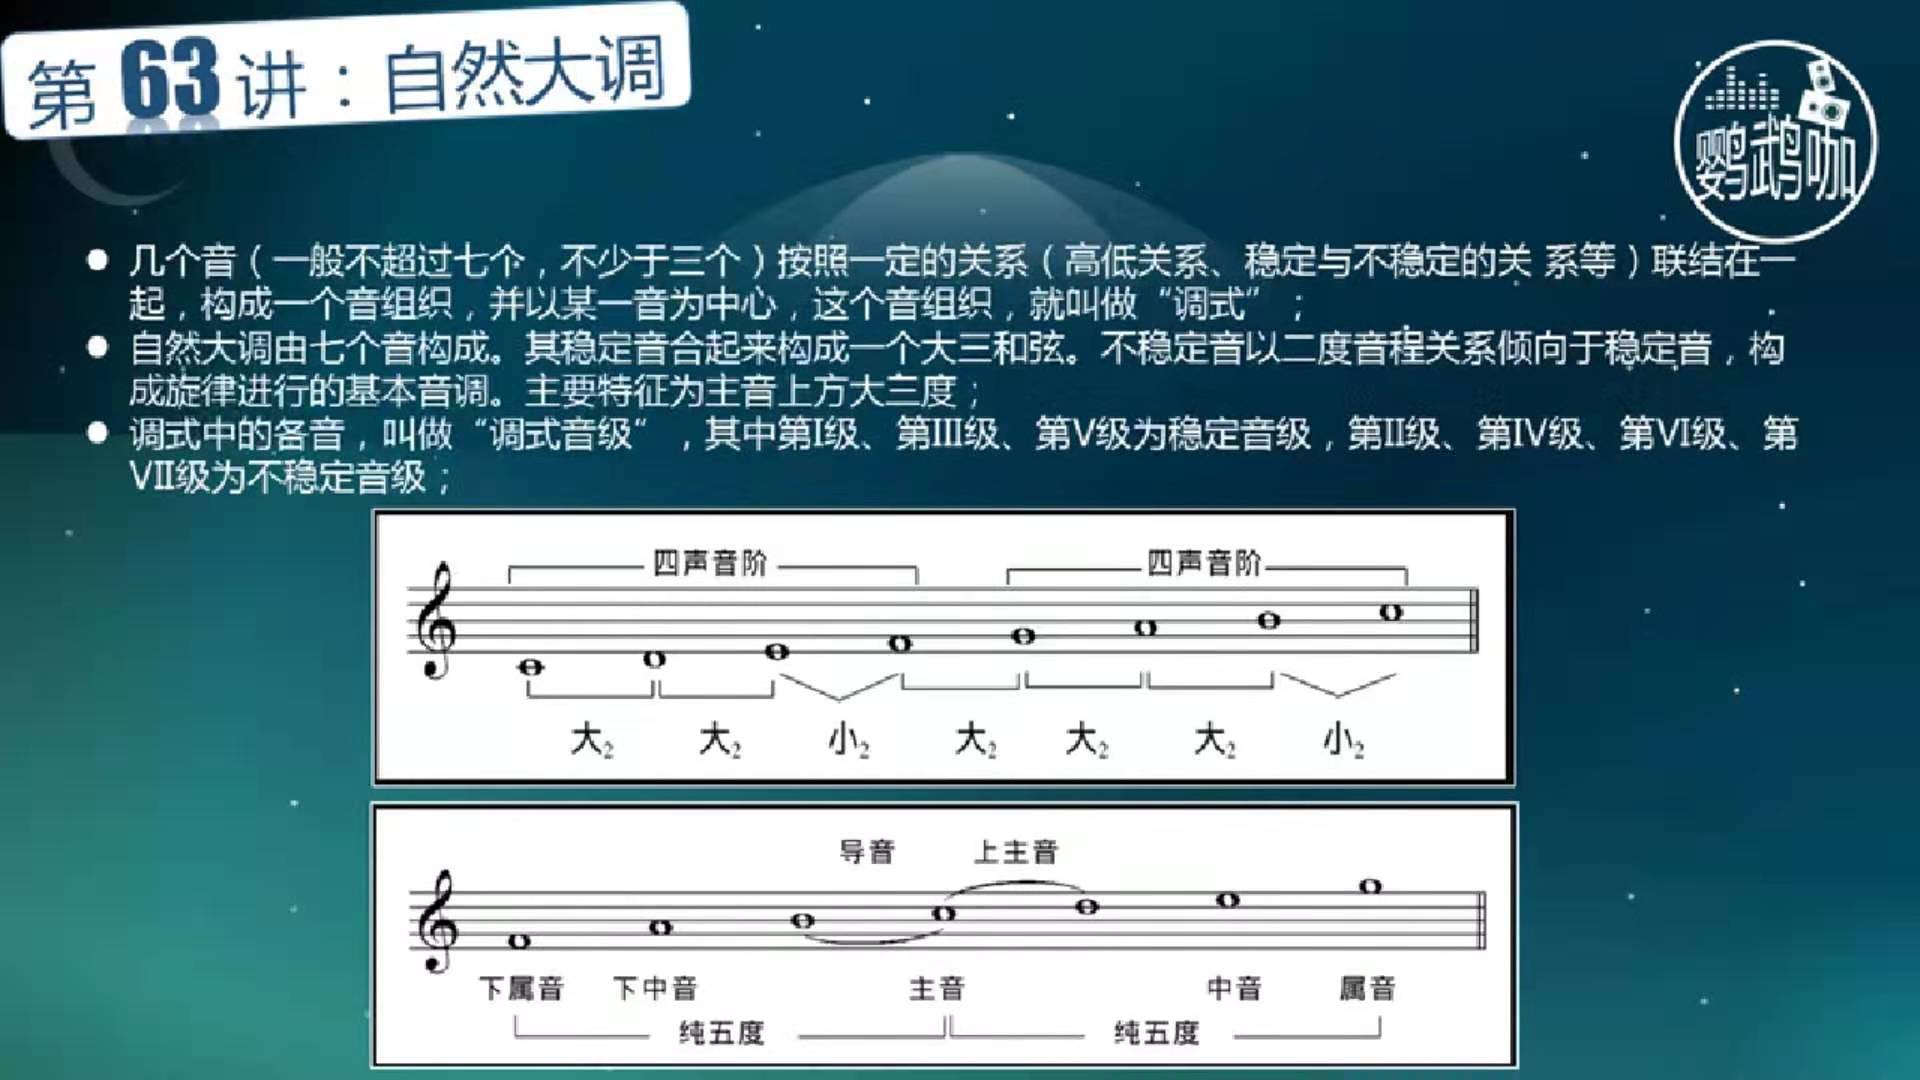 第 63 讲：自然大调
鹦鹉咖
● 几个音（一般不超过七个，不少于三个）按照一定的关系（高低关系、稳定与不稳定的关 系等）联结在一
起，构成一个音组织，并以某一音为中心，这个音组织，就叫做“调式”；
● 自然大调由七个音构成。其稳定音合起来构成一个大三和弦。不稳定音以二度音程关系倾向于稳定音，构
成旋律进行的基本音调。主要特征为主音上方大三度；
● 调式中的各音，叫做“调式音级”，其中第I级、第III级、第V级为稳定音级，第II级、第IV级、第VI级、第
VII级为不稳定音级；
四声音阶 四声音阶
大2 大2 小2 大2 大2 大2 小2
导音 上主音
下属音 下中音 主音 中音 属音
纯五度 纯五度